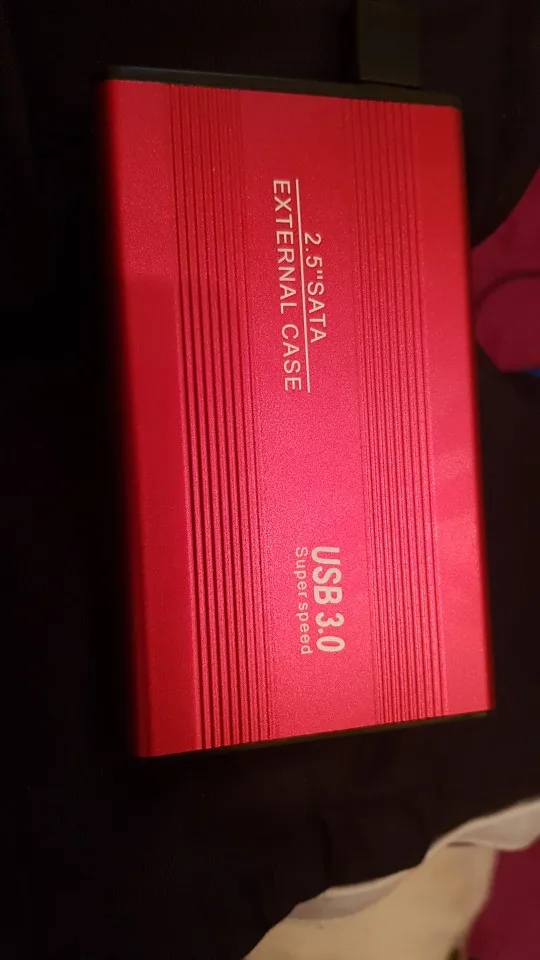 2.5"SATA
EXTERNAL CASE
USB 3.0
Super speed